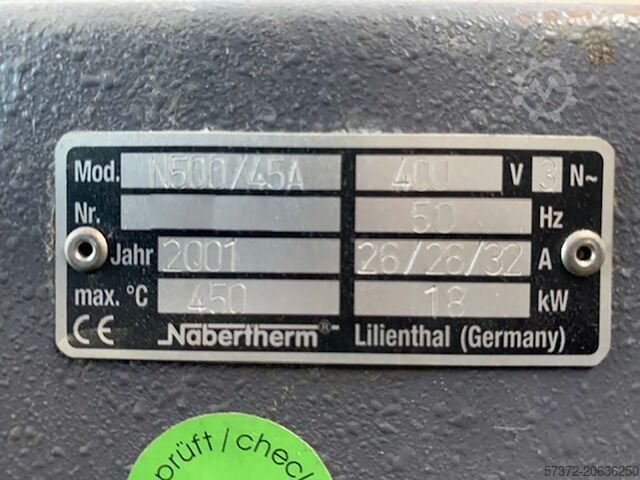 Mod. N500/45A 400 V 3 N~
Nr. 50 Hz
Jahr 2001 26/26/32 A
max. °C 450 18 kW
CE Nabertherm® Lilienthal (Germany)
prüft / chec
57372-20636250